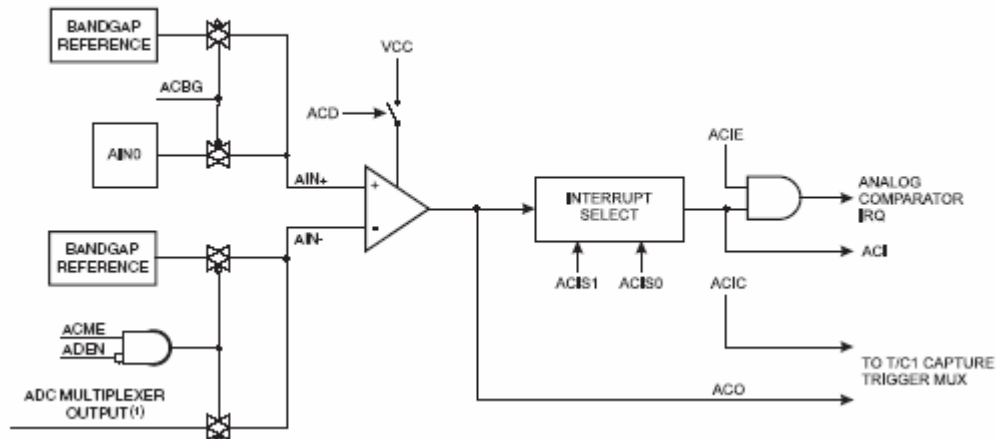 BANDGAP
REFERENCE
ACBG
AIN0
VCC
ACD
AIN+
+
AIN-
-
BANDGAP
REFERENCE
ACME
ADEN
ADC MULTIPLEXER
OUTPUT(1)
INTERRUPT
SELECT
ACIS1 ACIS0
ACIE
ANALOG
COMPARATOR
IRQ
ACI
ACIC
TO T/C1 CAPTURE
TRIGGER MUX
ACO